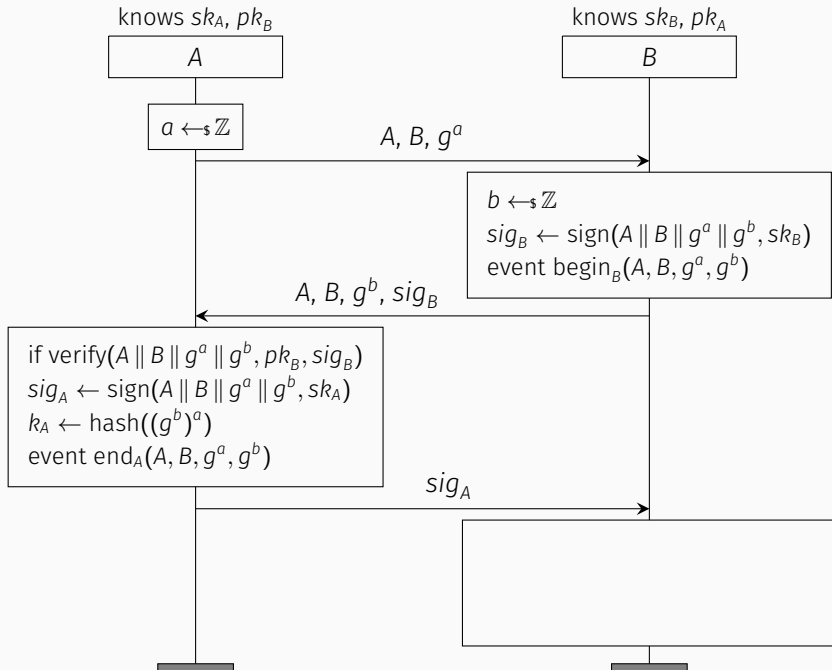 knows sk_A, pk_B
knows sk_B, pk_A
A
B
a ←$ ℤ
A, B, g^a
b ←$ ℤ
sig_B ← sign(A ∥ B ∥ g^a ∥ g^b, sk_B)
event begin_B(A, B, g^a, g^b)
A, B, g^b, sig_B
if verify(A ∥ B ∥ g^a ∥ g^b, pk_B, sig_B)
sig_A ← sign(A ∥ B ∥ g^a ∥ g^b, sk_A)
k_A ← hash((g^b)^a)
event end_A(A, B, g^a, g^b)
sig_A